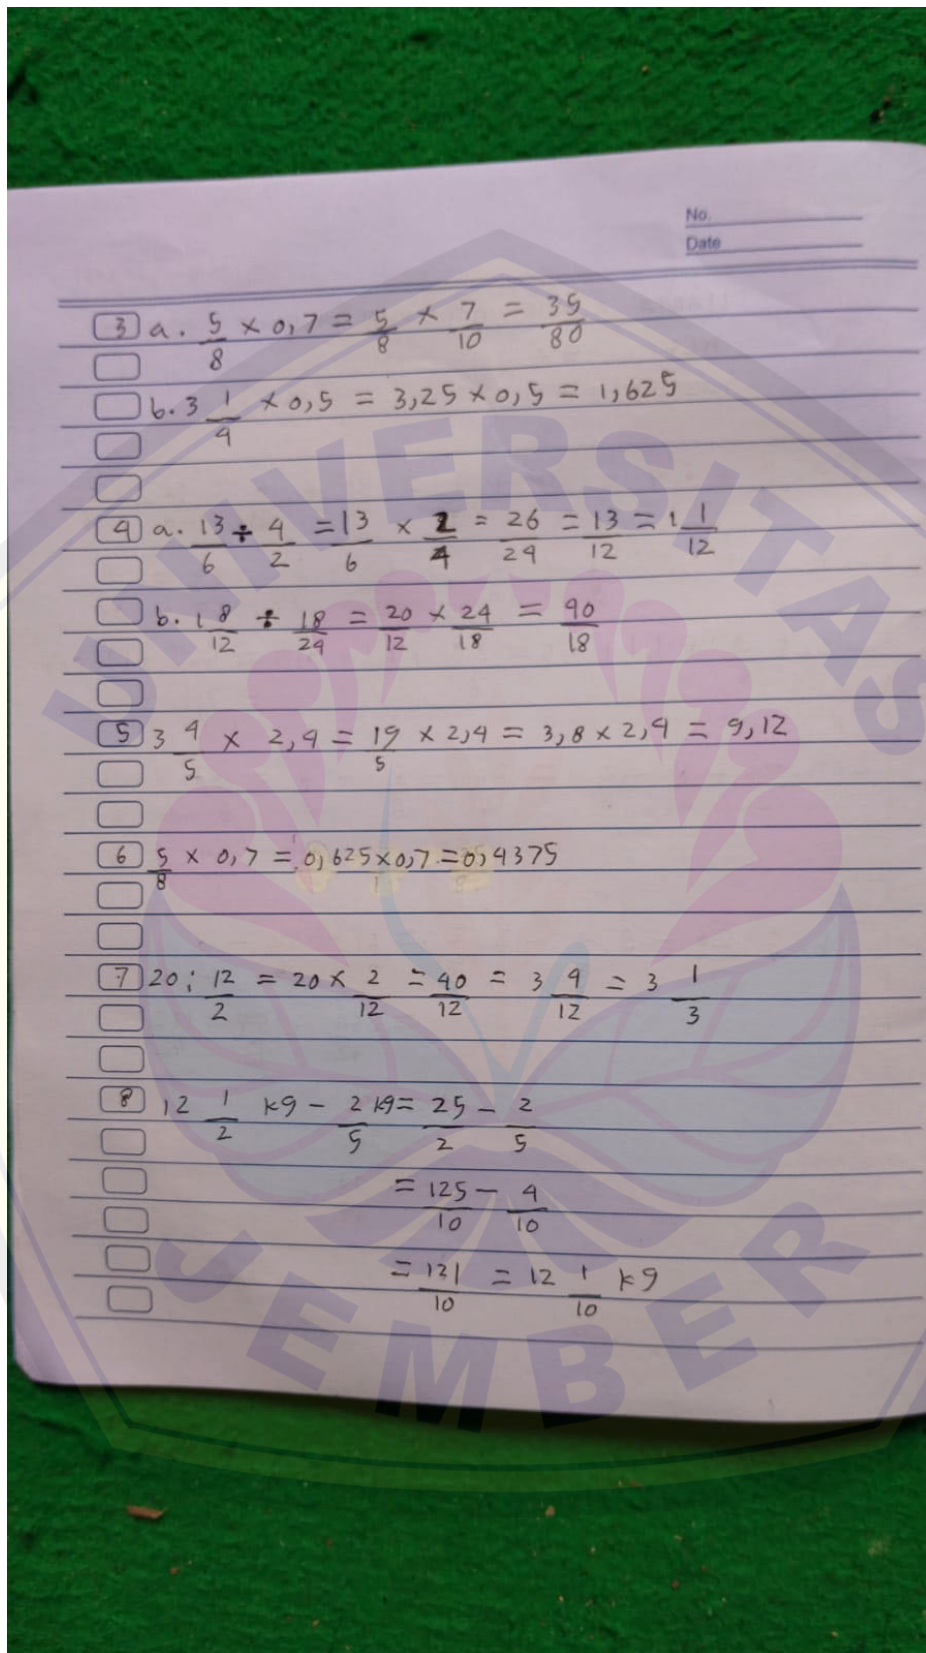 No.
Date
3 a. 5/8 × 0,7 = 5/8 × 7/10 = 35/80
b. 3 1/4 × 0,5 = 3,25 × 0,5 = 1,625
4 a. 13/6 ÷ 4/2 = 13/6 × 2/4 = 26/24 = 13/12 = 1 1/12
b. 1 8/12 ÷ 18/24 = 20/12 × 24/18 = 40/18
5 3 4/5 × 2,4 = 19/5 × 2,4 = 3,8 × 2,4 = 9,12
6 5/8 × 0,7 = 0,625 × 0,7 = 0,4375
7 20 : 12/2 = 20 × 2/12 = 40/12 = 3 4/12 = 3 1/3
8 12 1/2 kg - 2/5 kg = 25/2 - 2/5
= 125/10 - 4/10
= 121/10 = 12 1/10 kg
UNIVERSITAS
JEMBER